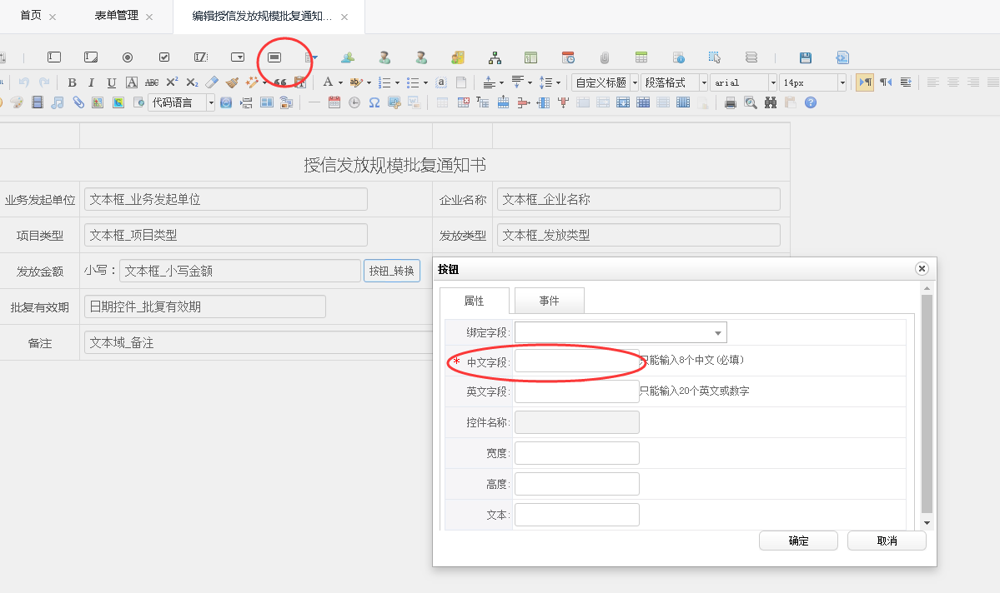 首页
表单管理
编辑授信发放规模批复通知...
B I U A ABC X² X₂
A ab a 自定义标题 段落格式 arial 14px
代码语言
授信发放规模批复通知书
业务发起单位 文本框_业务发起单位 企业名称 文本框_企业名称
项目类型 文本框_项目类型 发放类型 文本框_发放类型
发放金额 小写： 文本框_小写金额 按钮_转换
批复有效期 日期控件_批复有效期
备注 文本域_备注
按钮
属性 事件
绑定字段:
* 中文字段: 只能输入8个中文(必填)
英文字段: 只能输入20个英文或数字
控件名称:
宽度:
高度:
文本:
确定 取消